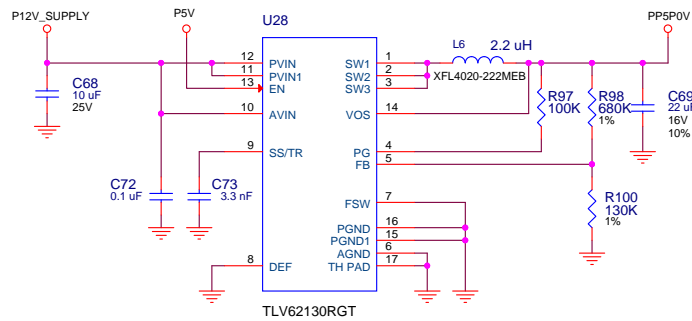 P12V_SUPPLY
P5V
U28
PP5P0V
L6
2.2 uH
XFL4020-222MEB
12
PVIN
SW1
1
11
PVIN1
SW2
2
13
EN
SW3
3
10
AVIN
VOS
14
9
SS/TR
PG
4
FB
5
FSW
7
PGND
16
PGND1
15
AGND
6
8
DEF
TH PAD
17
TLV62130RGT
C68
10 uF
25V
C72
0.1 uF
C73
3.3 nF
R97
100K
R98
680K
1%
C69
22 u
16V
10%
R100
130K
1%